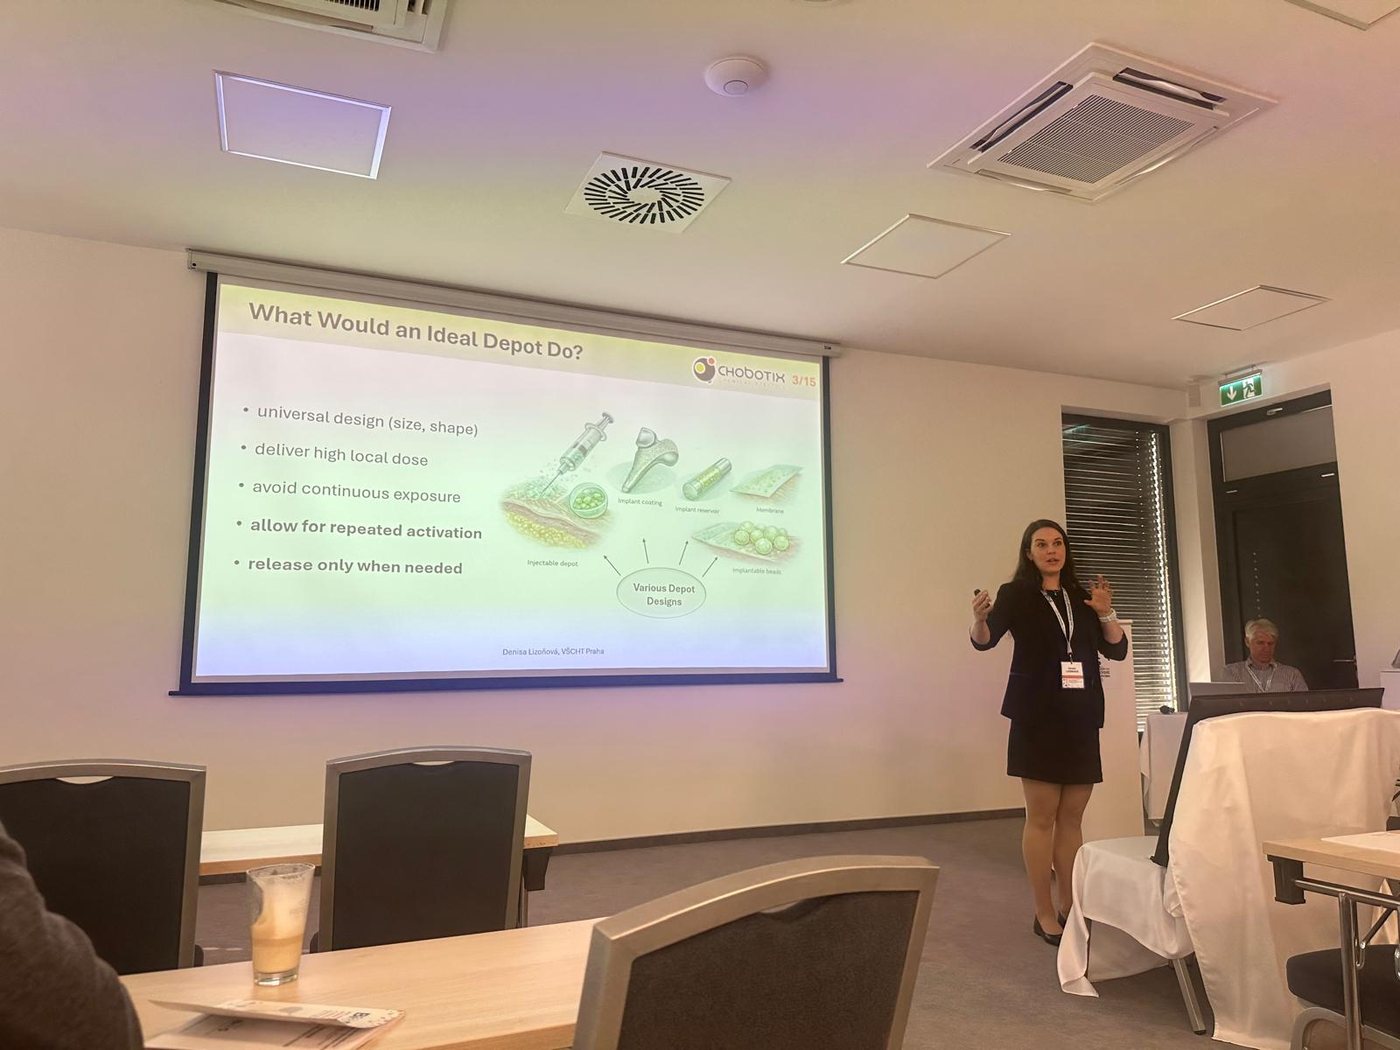 What Would an Ideal Depot Do?
CHOBOTIX 3/15
• universal design (size, shape)
• deliver high local dose
• avoid continuous exposure
• allow for repeated activation
• release only when needed
Implant coating
Implant reservoir
Membrane
Injectable depot
Implantable beads
Various Depot
Designs
Denisa Lizoňová, VŠCHT Praha